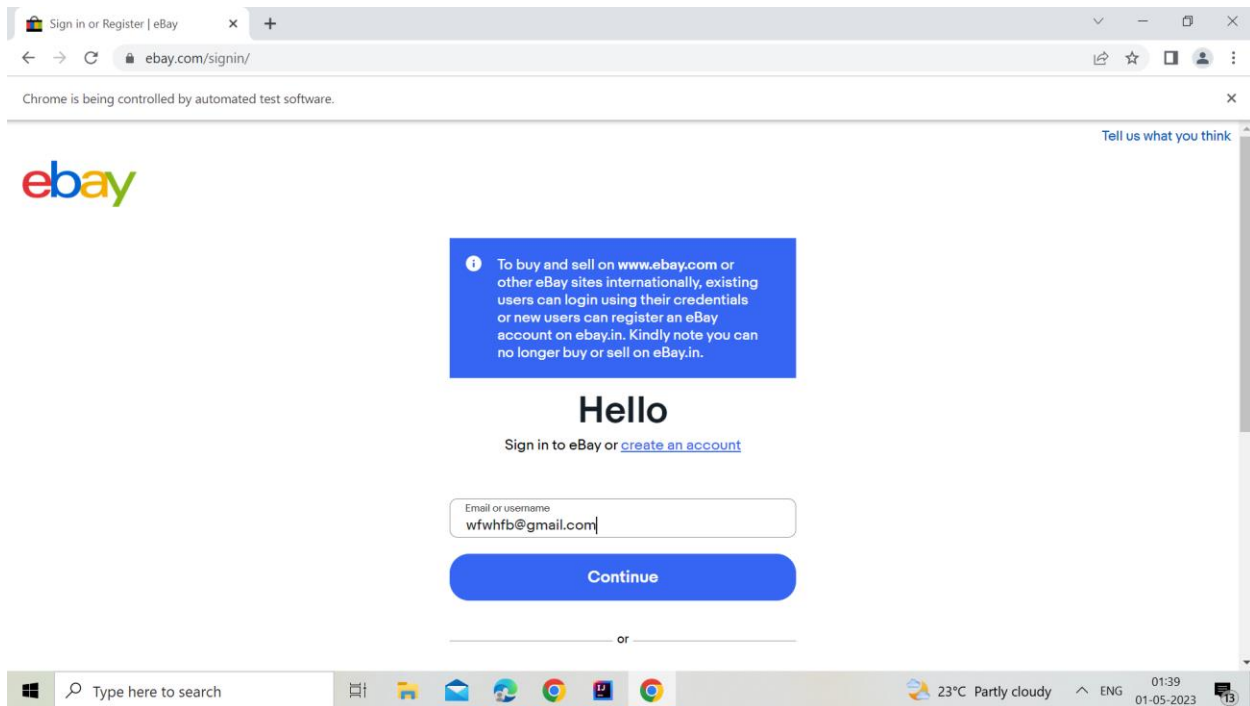 Sign in or Register | eBay
ebay.com/signin/
Chrome is being controlled by automated test software.
Tell us what you think
ebay
To buy and sell on www.ebay.com or
other eBay sites internationally, existing
users can login using their credentials
or new users can register an eBay
account on ebay.in. Kindly note you can
no longer buy or sell on eBay.in.
Hello
Sign in to eBay or create an account
Email or username
wfwhfb@gmail.com
Continue
or
Type here to search
23°C Partly cloudy
ENG
01:39
01-05-2023
13